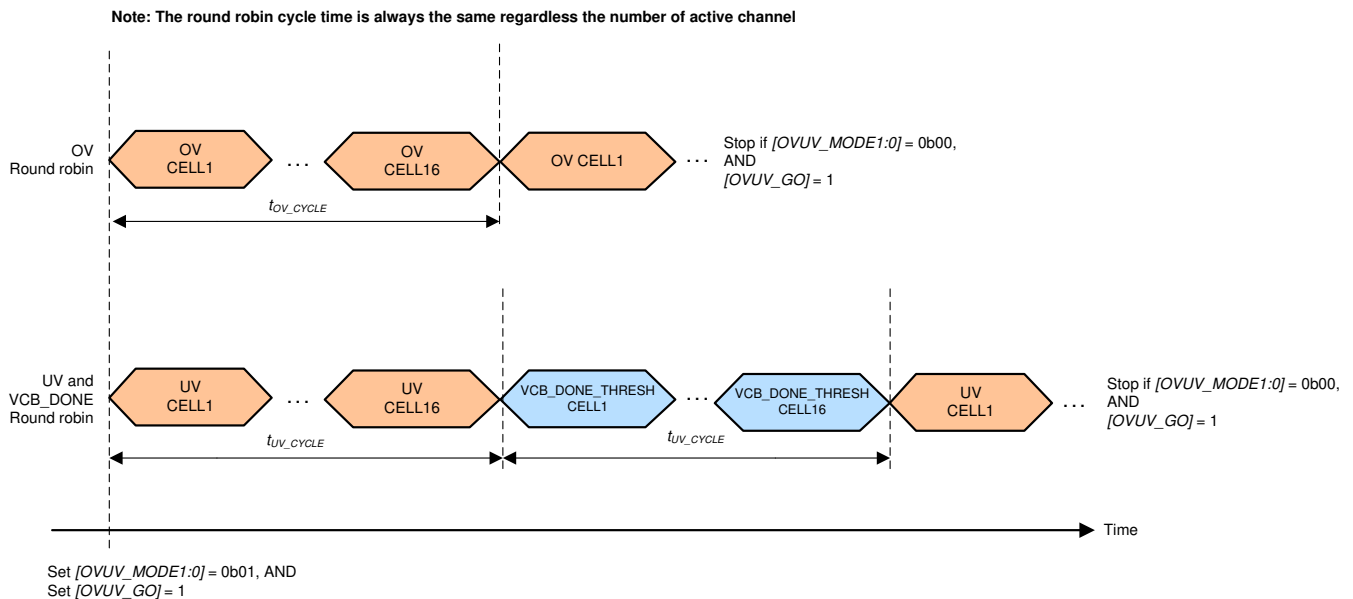 Note: The round robin cycle time is always the same regardless the number of active channel
OV
Round robin
OV
CELL1
...
OV
CELL16
OV CELL1
...
Stop if [OVUV_MODE1:0] = 0b00,
AND
[OVUV_GO] = 1
tOV_CYCLE
UV and
VCB_DONE
Round robin
UV
CELL1
...
UV
CELL16
VCB_DONE_THRESH
CELL1
...
VCB_DONE_THRESH
CELL16
UV
CELL1
...
Stop if [OVUV_MODE1:0] = 0b00,
AND
[OVUV_GO] = 1
tUV_CYCLE
tUV_CYCLE
Time
Set [OVUV_MODE1:0] = 0b01, AND
Set [OVUV_GO] = 1